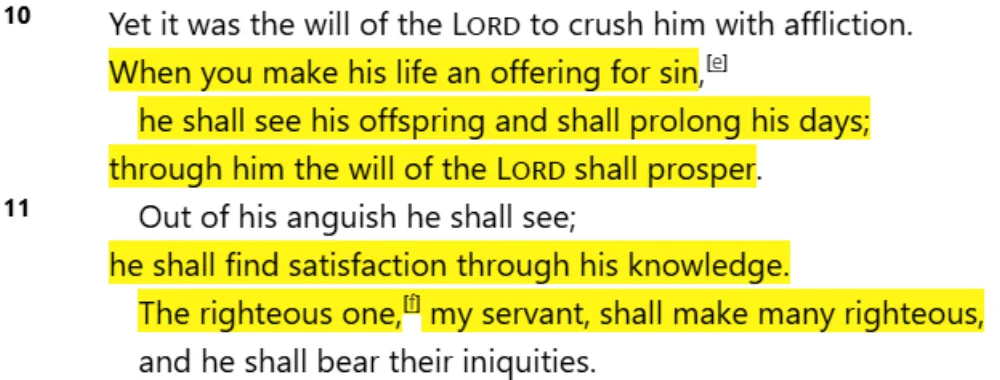 10 Yet it was the will of the LORD to crush him with affliction.
When you make his life an offering for sin,[e]
he shall see his offspring and shall prolong his days;
through him the will of the LORD shall prosper.
11 Out of his anguish he shall see;
he shall find satisfaction through his knowledge.
The righteous one,[f] my servant, shall make many righteous,
and he shall bear their iniquities.